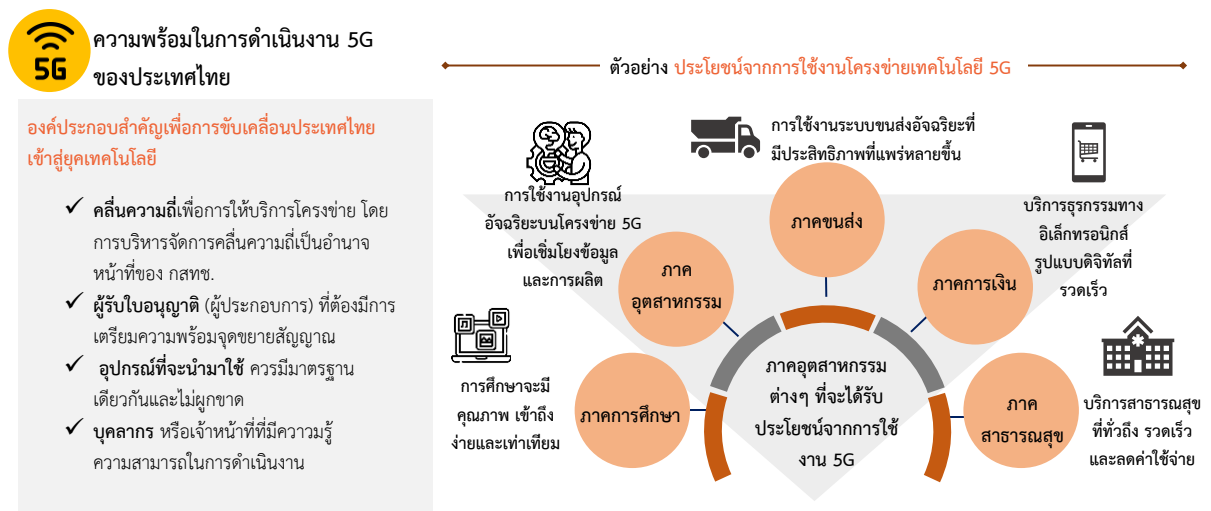 5G
ความพร้อมในการดำเนินงาน 5G
ของประเทศไทย
องค์ประกอบสำคัญเพื่อการขับเคลื่อนประเทศไทย
เข้าสู่ยุคเทคโนโลยี
✓ คลื่นความถี่เพื่อการให้บริการโครงข่าย โดย
การบริหารจัดการคลื่นความถี่เป็นอำนาจ
หน้าที่ของ กสทช.
✓ ผู้รับใบอนุญาติ (ผู้ประกอบการ) ที่ต้องมีการ
เตรียมความพร้อมจุดขยายสัญญาณ
✓ อุปกรณ์ที่จะนำมาใช้ ควรมีมาตรฐาน
เดียวกันและไม่ผูกขาด
✓ บุคลากร หรือเจ้าหน้าที่ที่มีความวมรู้
ความสามารถในการดำเนินงาน
ตัวอย่าง ประโยชน์จากการใช้งานโครงข่ายเทคโนโลยี 5G
การใช้งานอุปกรณ์
อัจฉริยะบนโครงข่าย 5G
เพื่อเชื่อมโยงข้อมูล
และการผลิต
การใช้งานระบบขนส่งอัจฉริยะที่
มีประสิทธิภาพที่แพร่หลายขึ้น
บริการธุรกรรมทาง
อิเล็กทรอนิกส์
รูปแบบดิจิทัลที่
รวดเร็ว
ภาคขนส่ง
ภาค
อุตสาหกรรม
ภาคการเงิน
การศึกษาจะมี
คุณภาพ เข้าถึง
ง่ายและเท่าเทียม
ภาคการศึกษา
ภาคอุตสาหกรรม
ต่างๆ ที่จะได้รับ
ประโยชน์จากการใช้
งาน 5G
ภาค
สาธารณสุข
บริการสาธารณสุข
ที่ทั่วถึง รวดเร็ว
และลดค่าใช้จ่าย